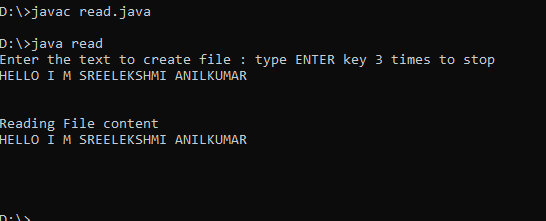 D:\>javac read.java
D:\>java read
Enter the text to create file : type ENTER key 3 times to stop
HELLO I M SREELEKSHMI ANILKUMAR
Reading File content
HELLO I M SREELEKSHMI ANILKUMAR
D:\>